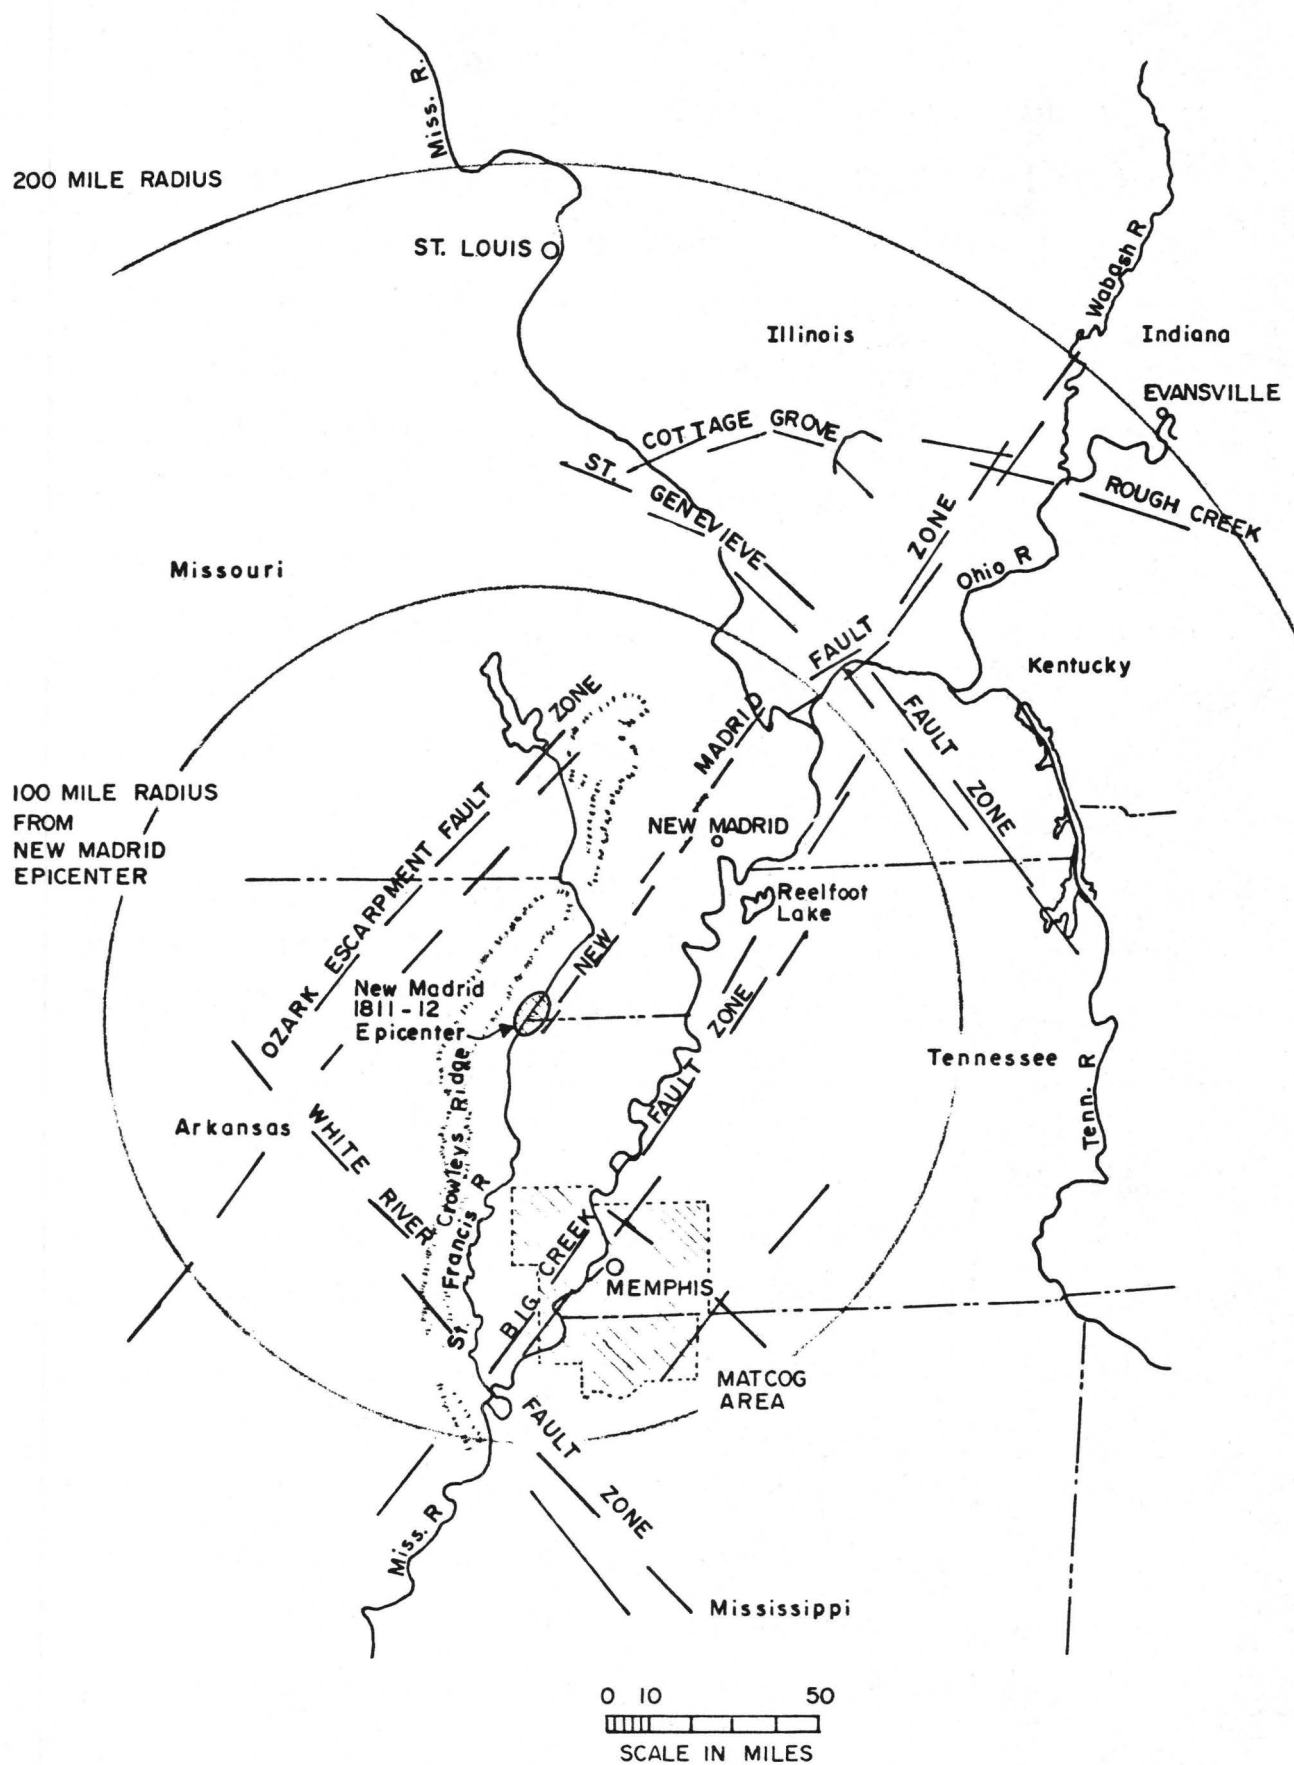 Miss. R.
200 MILE RADIUS
ST. LOUIS
Wabash R
Illinois
Indiana
EVANSVILLE
COTTAGE GROVE
ST. GENEVIEVE
ROUGH CREEK
ZONE
Ohio R
Missouri
FAULT
Kentucky
ZONE
MADRID
FAULT
ZONE
100 MILE RADIUS
FROM
NEW MADRID
EPICENTER
OZARK ESCARPMENT FAULT
NEW MADRID
Reelfoot
Lake
NEW
New Madrid
1811-12
Epicenter
ZONE
Tennessee
Tenn. R
FAULT
Arkansas
WHITE RIVER
Crowleys Ridge
St. Francis R
BIG CREEK
MEMPHIS
MATCOG
AREA
FAULT
ZONE
Miss. R
Mississippi
0 10 50
SCALE IN MILES